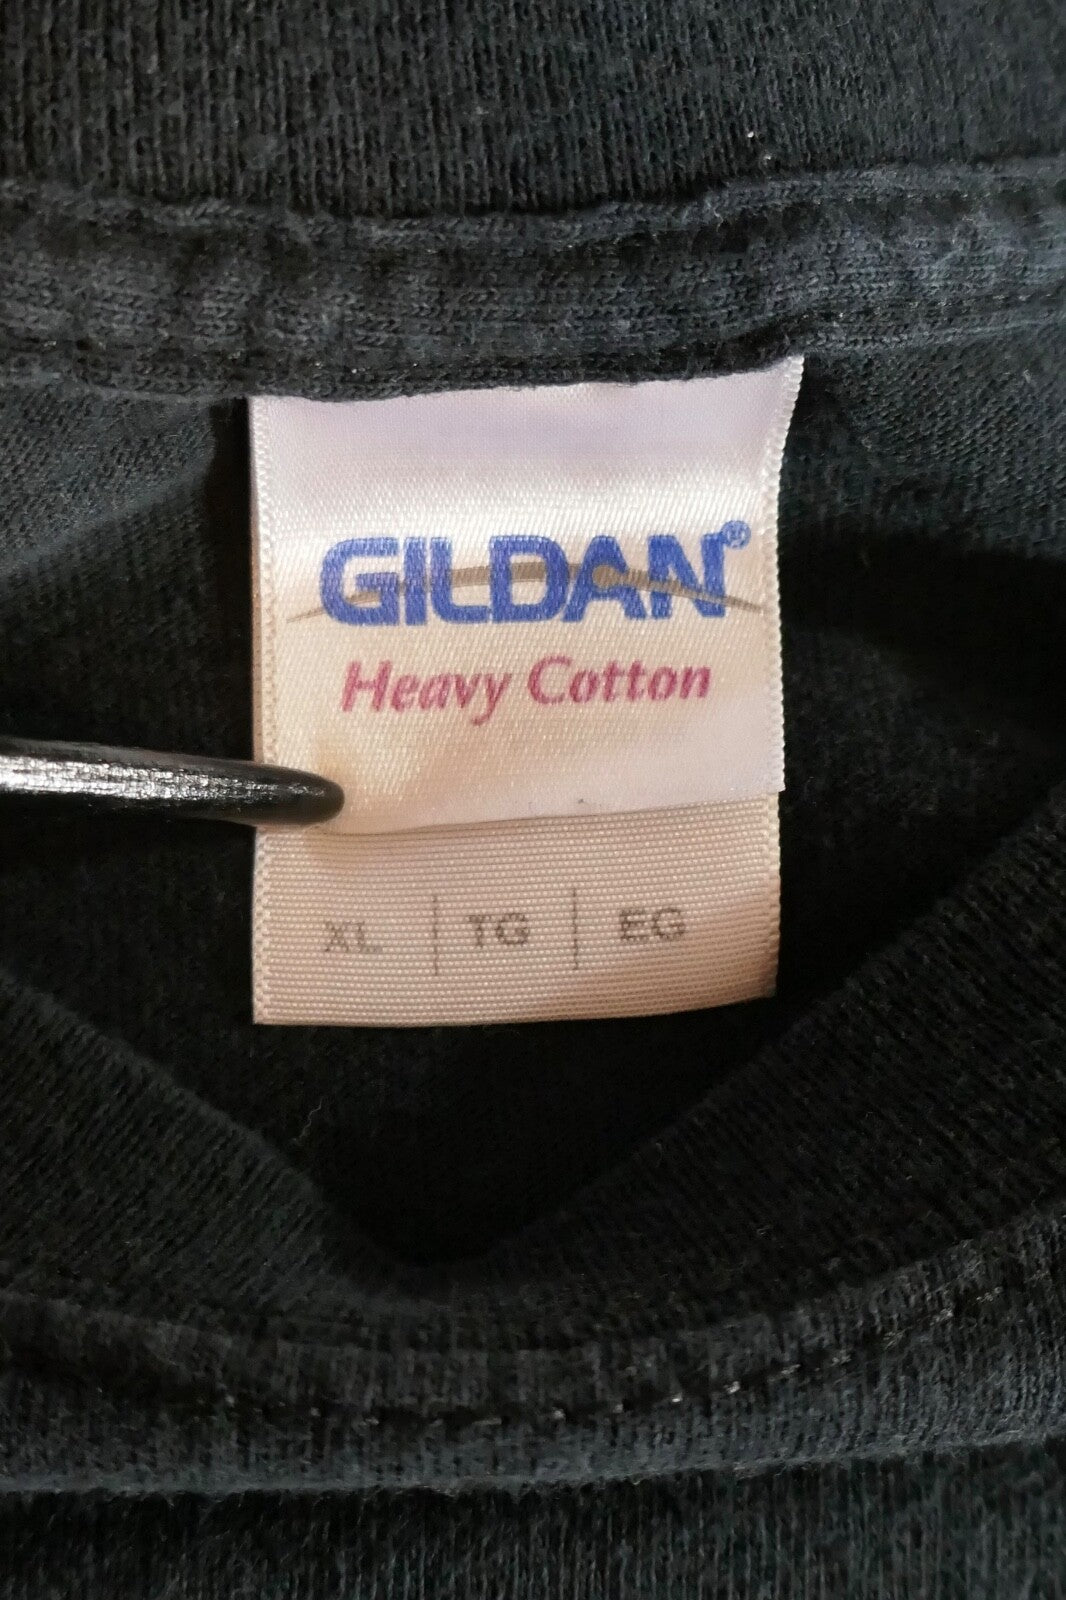 GILDAN®
Heavy Cotton
XL | TG | EG